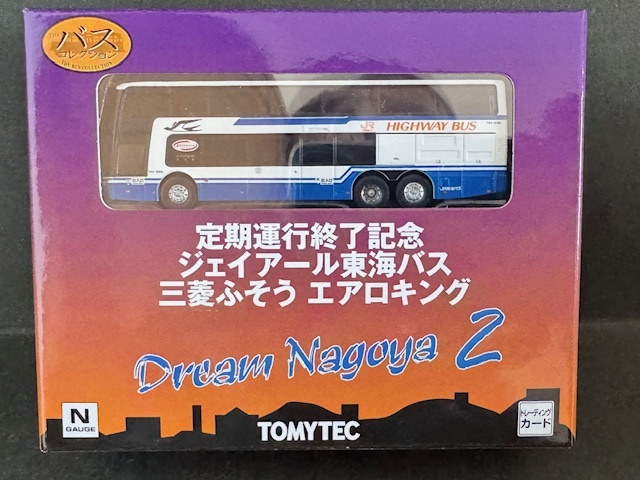 バス
コレクション
THE BUS COLLECTION
JR HIGHWAY BUS
定期運行終了記念
ジェイアール東海バス
三菱ふそう エアロキング
Dream Nagoya 2
N
GAUGE
TOMYTEC
トレーディング
カード